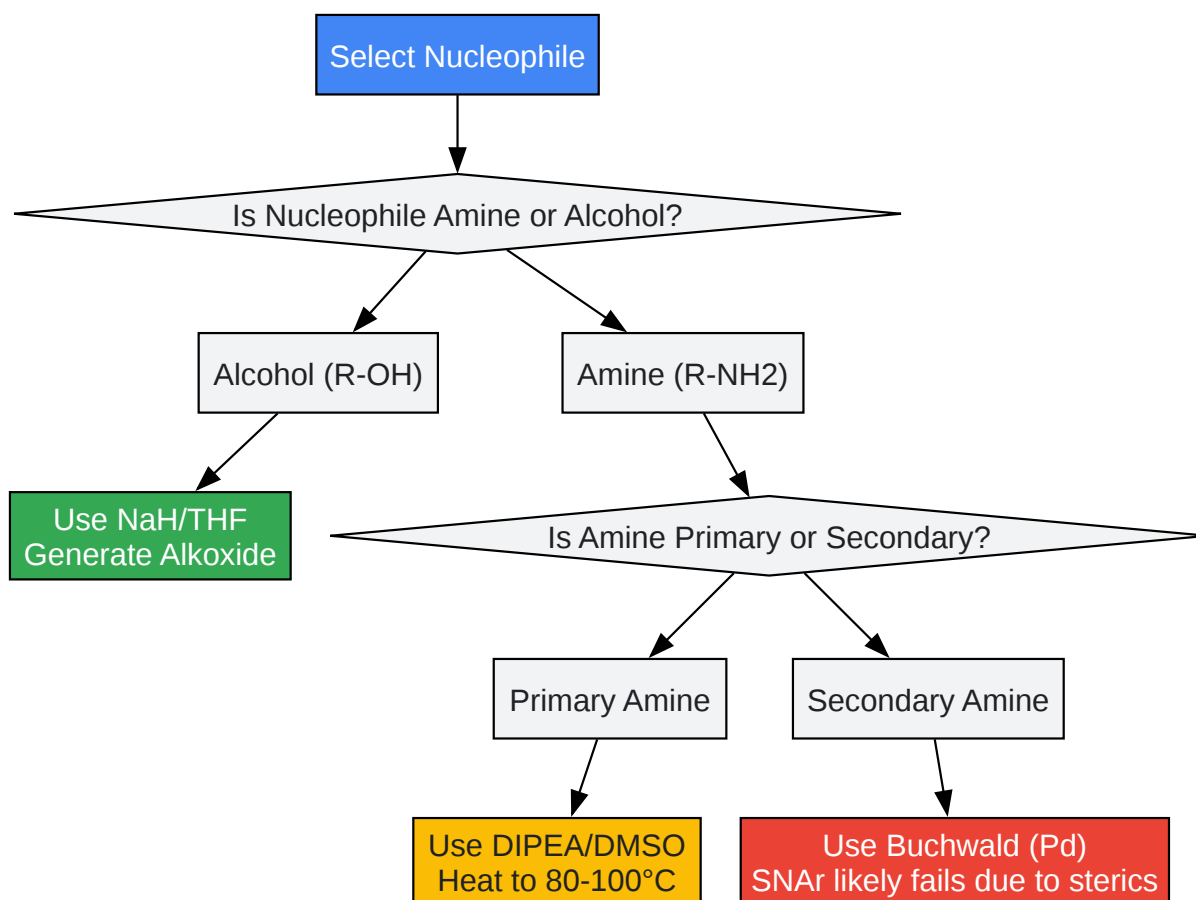 Select Nucleophile
Is Nucleophile Amine or Alcohol?
Alcohol (R-OH)
Amine (R-NH2)
Use NaH/THF
Generate Alkoxide
Is Amine Primary or Secondary?
Primary Amine
Secondary Amine
Use DIPEA/DMSO
Heat to 80-100°C
Use Buchwald (Pd)
SNAr likely fails due to sterics